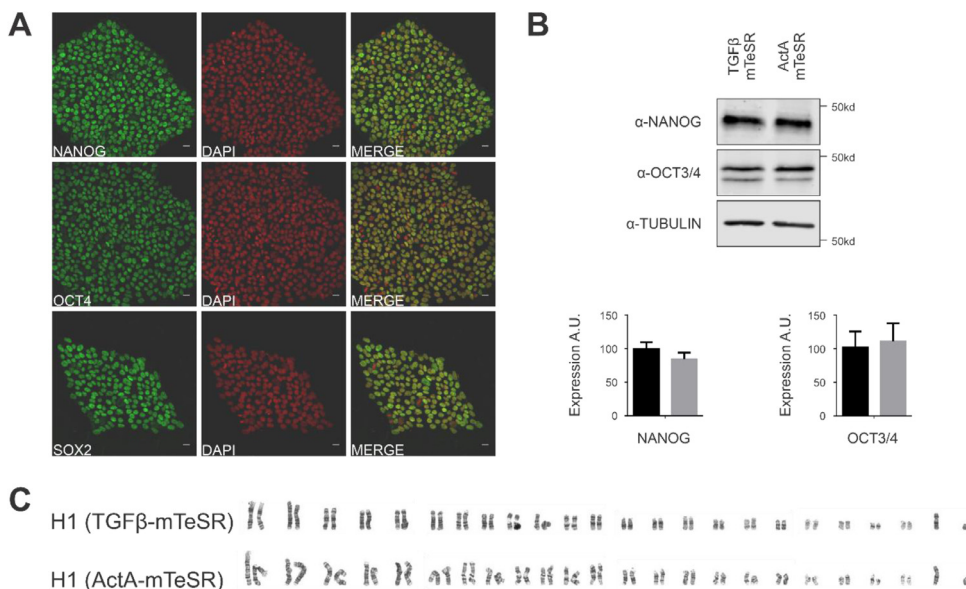 A
NANOG
DAPI
MERGE
OCT4
DAPI
MERGE
SOX2
DAPI
MERGE
B
TGFβ
mTeSR
ActA
mTeSR
α-NANOG
50kd
α-OCT3/4
50kd
α-TUBULIN
50kd
Expression A.U.
150
100
50
0
NANOG
Expression A.U.
150
100
50
0
OCT3/4
C
H1 (TGFβ-mTeSR)
H1 (ActA-mTeSR)